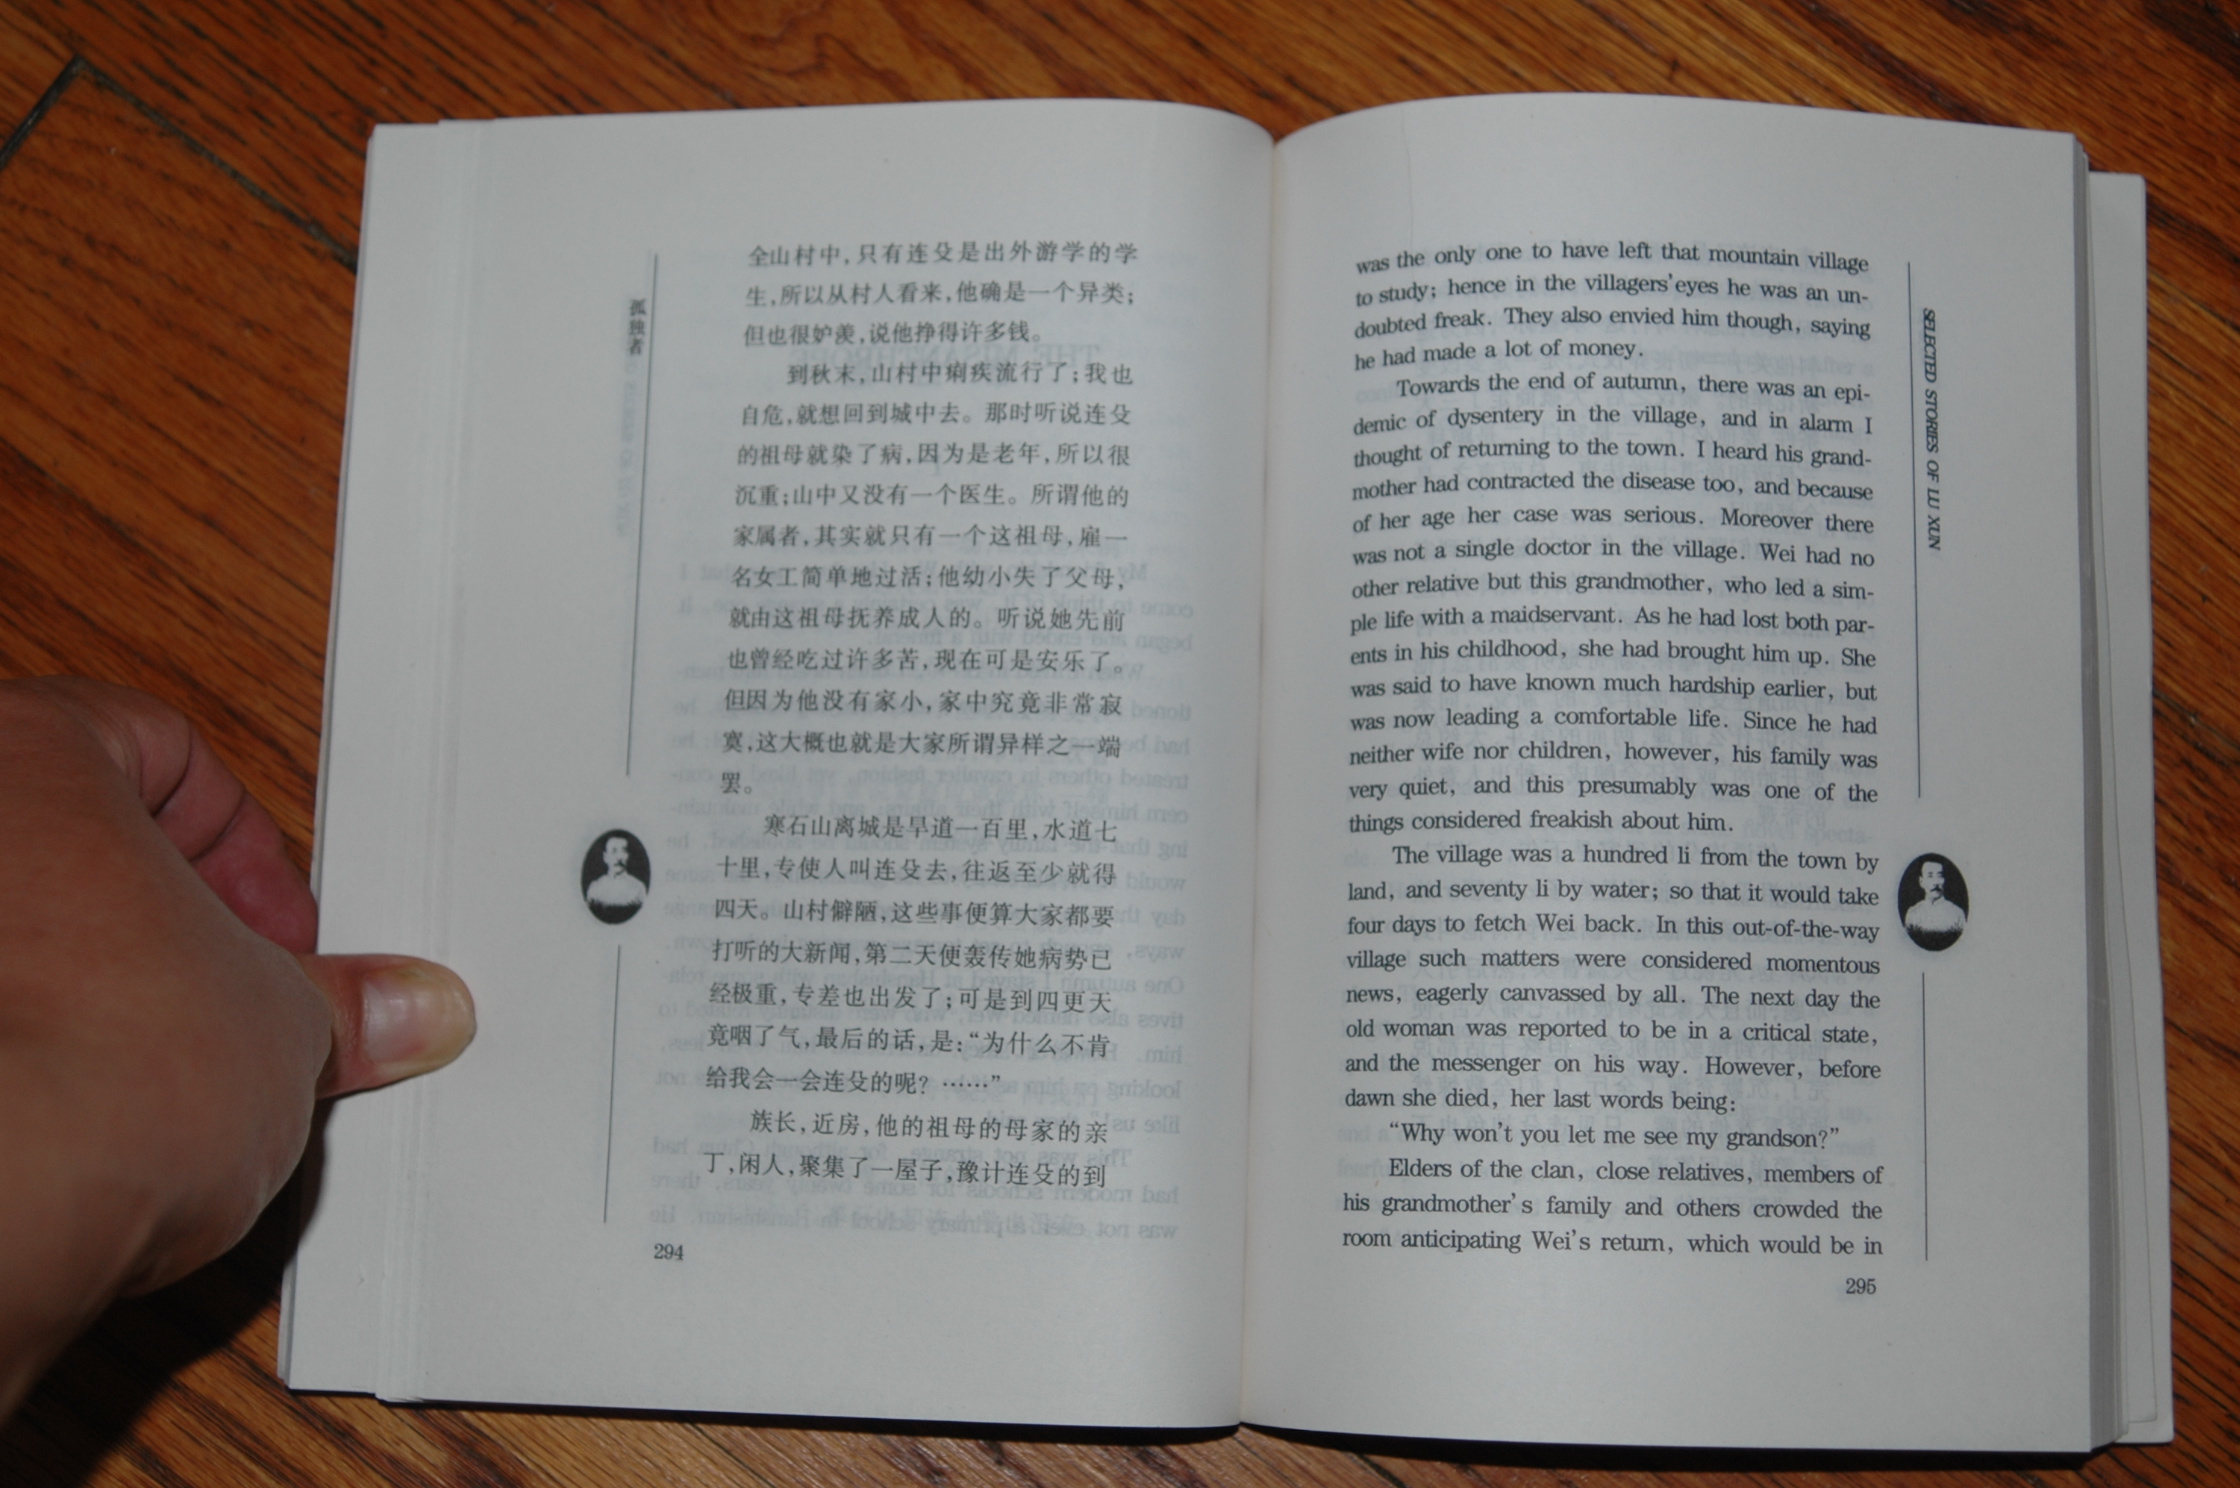 孤独者
全山村中，只有连殳是出外游学的学
生，所以从村人看来，他确是一个异类；
但也很妒羡，说他挣得许多钱。
到秋末，山村中痢疾流行了；我也
自危，就想回到城中去。那时听说连殳
的祖母就染了病，因为是老年，所以很
沉重；山中又没有一个医生。所谓他的
家属者，其实就只有一个这祖母，雇一
名女工简单地过活；他幼小失了父母，
就由这祖母抚养成人的。听说她先前
也曾经吃过许多苦，现在可是安乐了。
但因为他没有家小，家中究竟非常寂
寞，这大概也就是大家所谓异样之一端
罢。
寒石山离城是旱道一百里，水道七
十里，专使人叫连殳去，往返至少就得
四天。山村僻陋，这些事便算大家都要
打听的大新闻，第二天便轰传她病势已
经极重，专差也出发了；可是到四更天
竟咽了气，最后的话，是：“为什么不肯
给我会一会连殳的呢？……”
族长，近房，他的祖母的母家的亲
丁，闲人，聚集了一屋子，豫计连殳的到
294
was the only one to have left that mountain village
to study; hence in the villagers' eyes he was an un-
doubted freak. They also envied him though, saying
he had made a lot of money.
Towards the end of autumn, there was an epi-
demic of dysentery in the village, and in alarm I
thought of returning to the town. I heard his grand-
mother had contracted the disease too, and because
of her age her case was serious. Moreover there
was not a single doctor in the village. Wei had no
other relative but this grandmother, who led a sim-
ple life with a maidservant. As he had lost both par-
ents in his childhood, she had brought him up. She
was said to have known much hardship earlier, but
was now leading a comfortable life. Since he had
neither wife nor children, however, his family was
very quiet, and this presumably was one of the
things considered freakish about him.
The village was a hundred li from the town by
land, and seventy li by water; so that it would take
four days to fetch Wei back. In this out-of-the-way
village such matters were considered momentous
news, eagerly canvassed by all. The next day the
old woman was reported to be in a critical state,
and the messenger on his way. However, before
dawn she died, her last words being:
“Why won't you let me see my grandson?”
Elders of the clan, close relatives, members of
his grandmother's family and others crowded the
room anticipating Wei's return, which would be in
SELECTED STORIES OF LU XUN
295